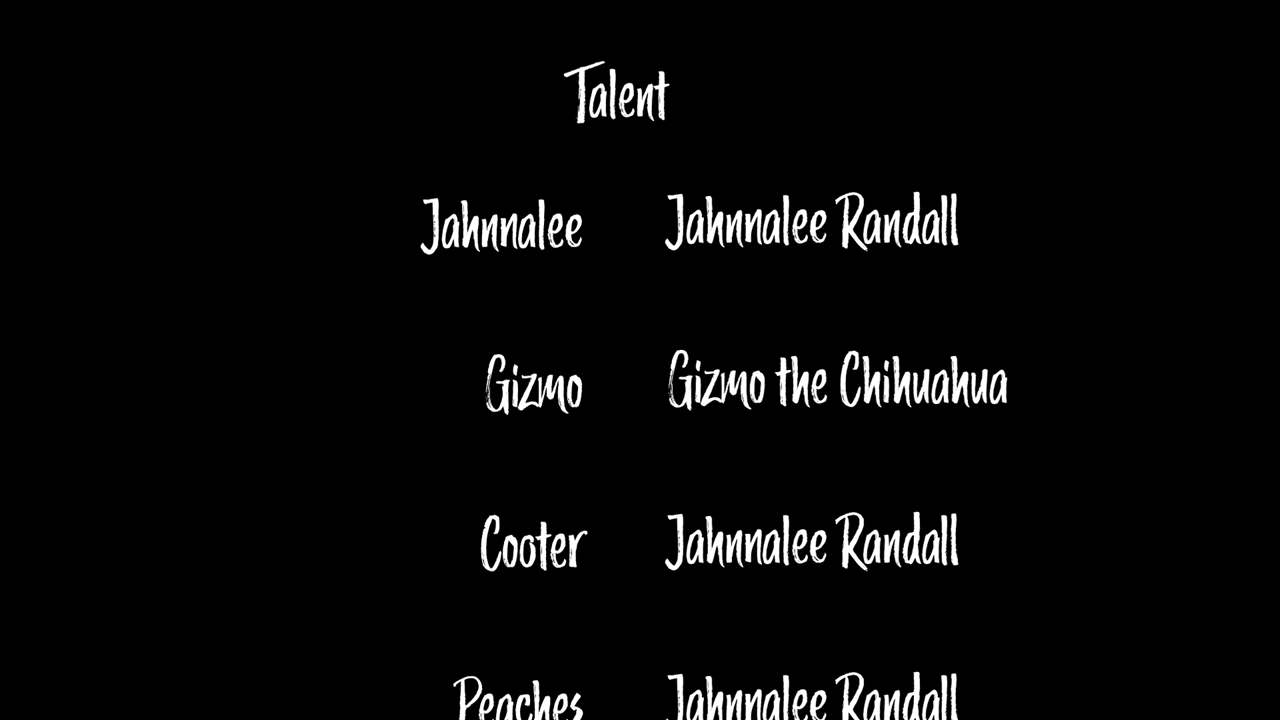 Talent
Jahnnalee Jahnnalee Randall
Gizmo Gizmo the Chihuahua
Cooter Jahnnalee Randall
Peaches Jahnnalee Randall